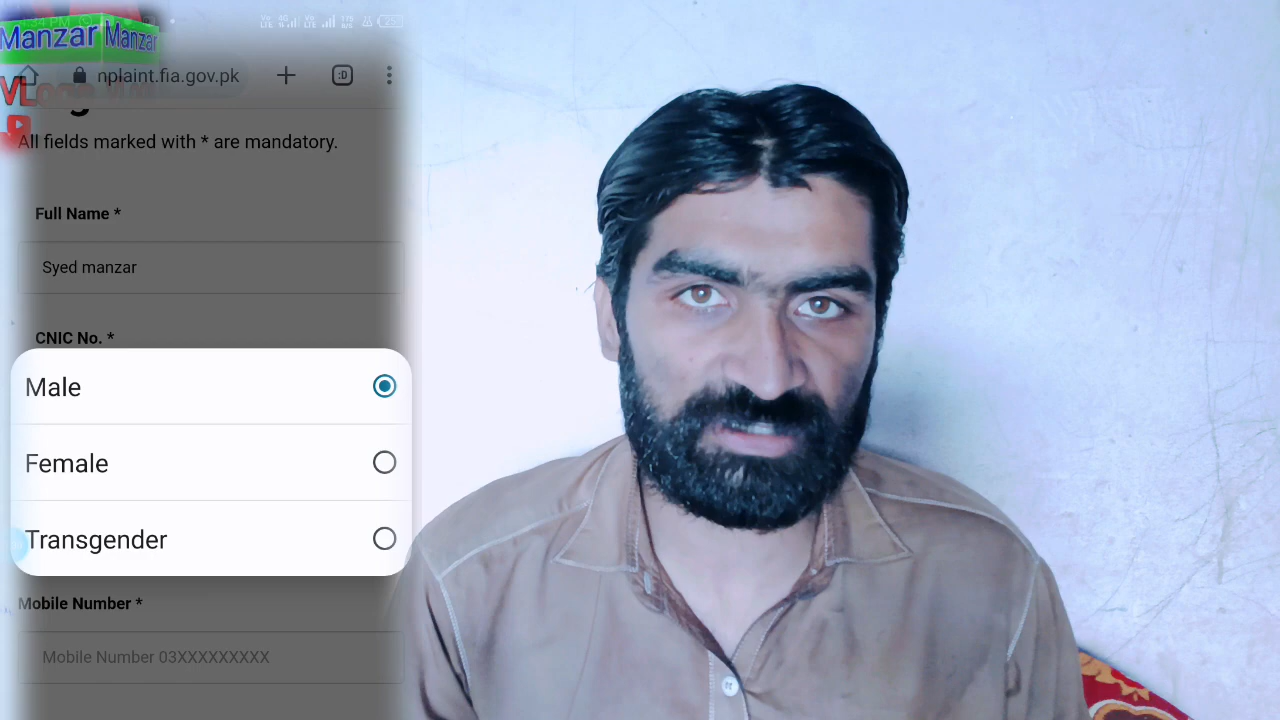 Manzar Manzar
nplaint.fia.gov.pk
:D
All fields marked with * are mandatory.
Full Name *
Syed manzar
CNIC No. *
Male
Female
Transgender
Mobile Number *
Mobile Number 03XXXXXXXXX